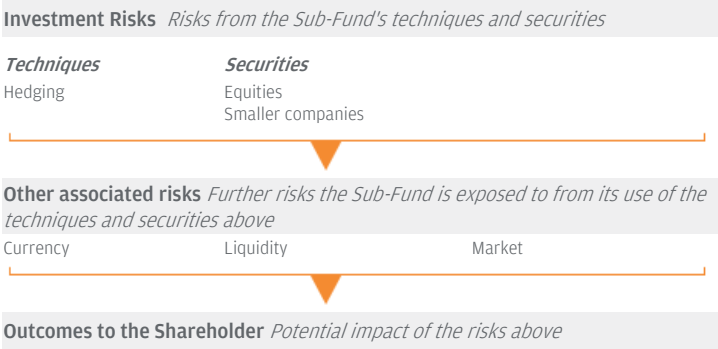 Investment Risks Risks from the Sub-Fund's techniques and securities
Techniques Securities
Hedging Equities
Smaller companies
Other associated risks Further risks the Sub-Fund is exposed to from its use of the
techniques and securities above
Currency Liquidity Market
Outcomes to the Shareholder Potential impact of the risks above